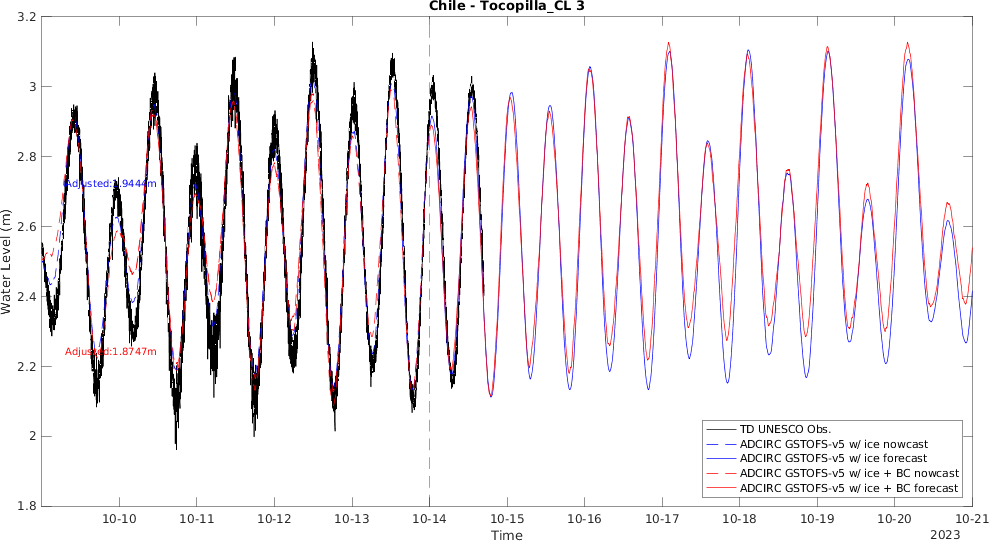 Chile - Tocopilla_CL 3
3.2
3
2.8
2.6
2.4
2.2
2
1.8
Water Level (m)
Adjusted:1.9444m
Adjusted:1.8747m
TD UNESCO Obs.
ADCIRC GSTOFS-v5 w/ ice nowcast
ADCIRC GSTOFS-v5 w/ ice forecast
ADCIRC GSTOFS-v5 w/ ice + BC nowcast
ADCIRC GSTOFS-v5 w/ ice + BC forecast
10-10 10-11 10-12 10-13 10-14 10-15 10-16 10-17 10-18 10-19 10-20 10-21
Time
2023